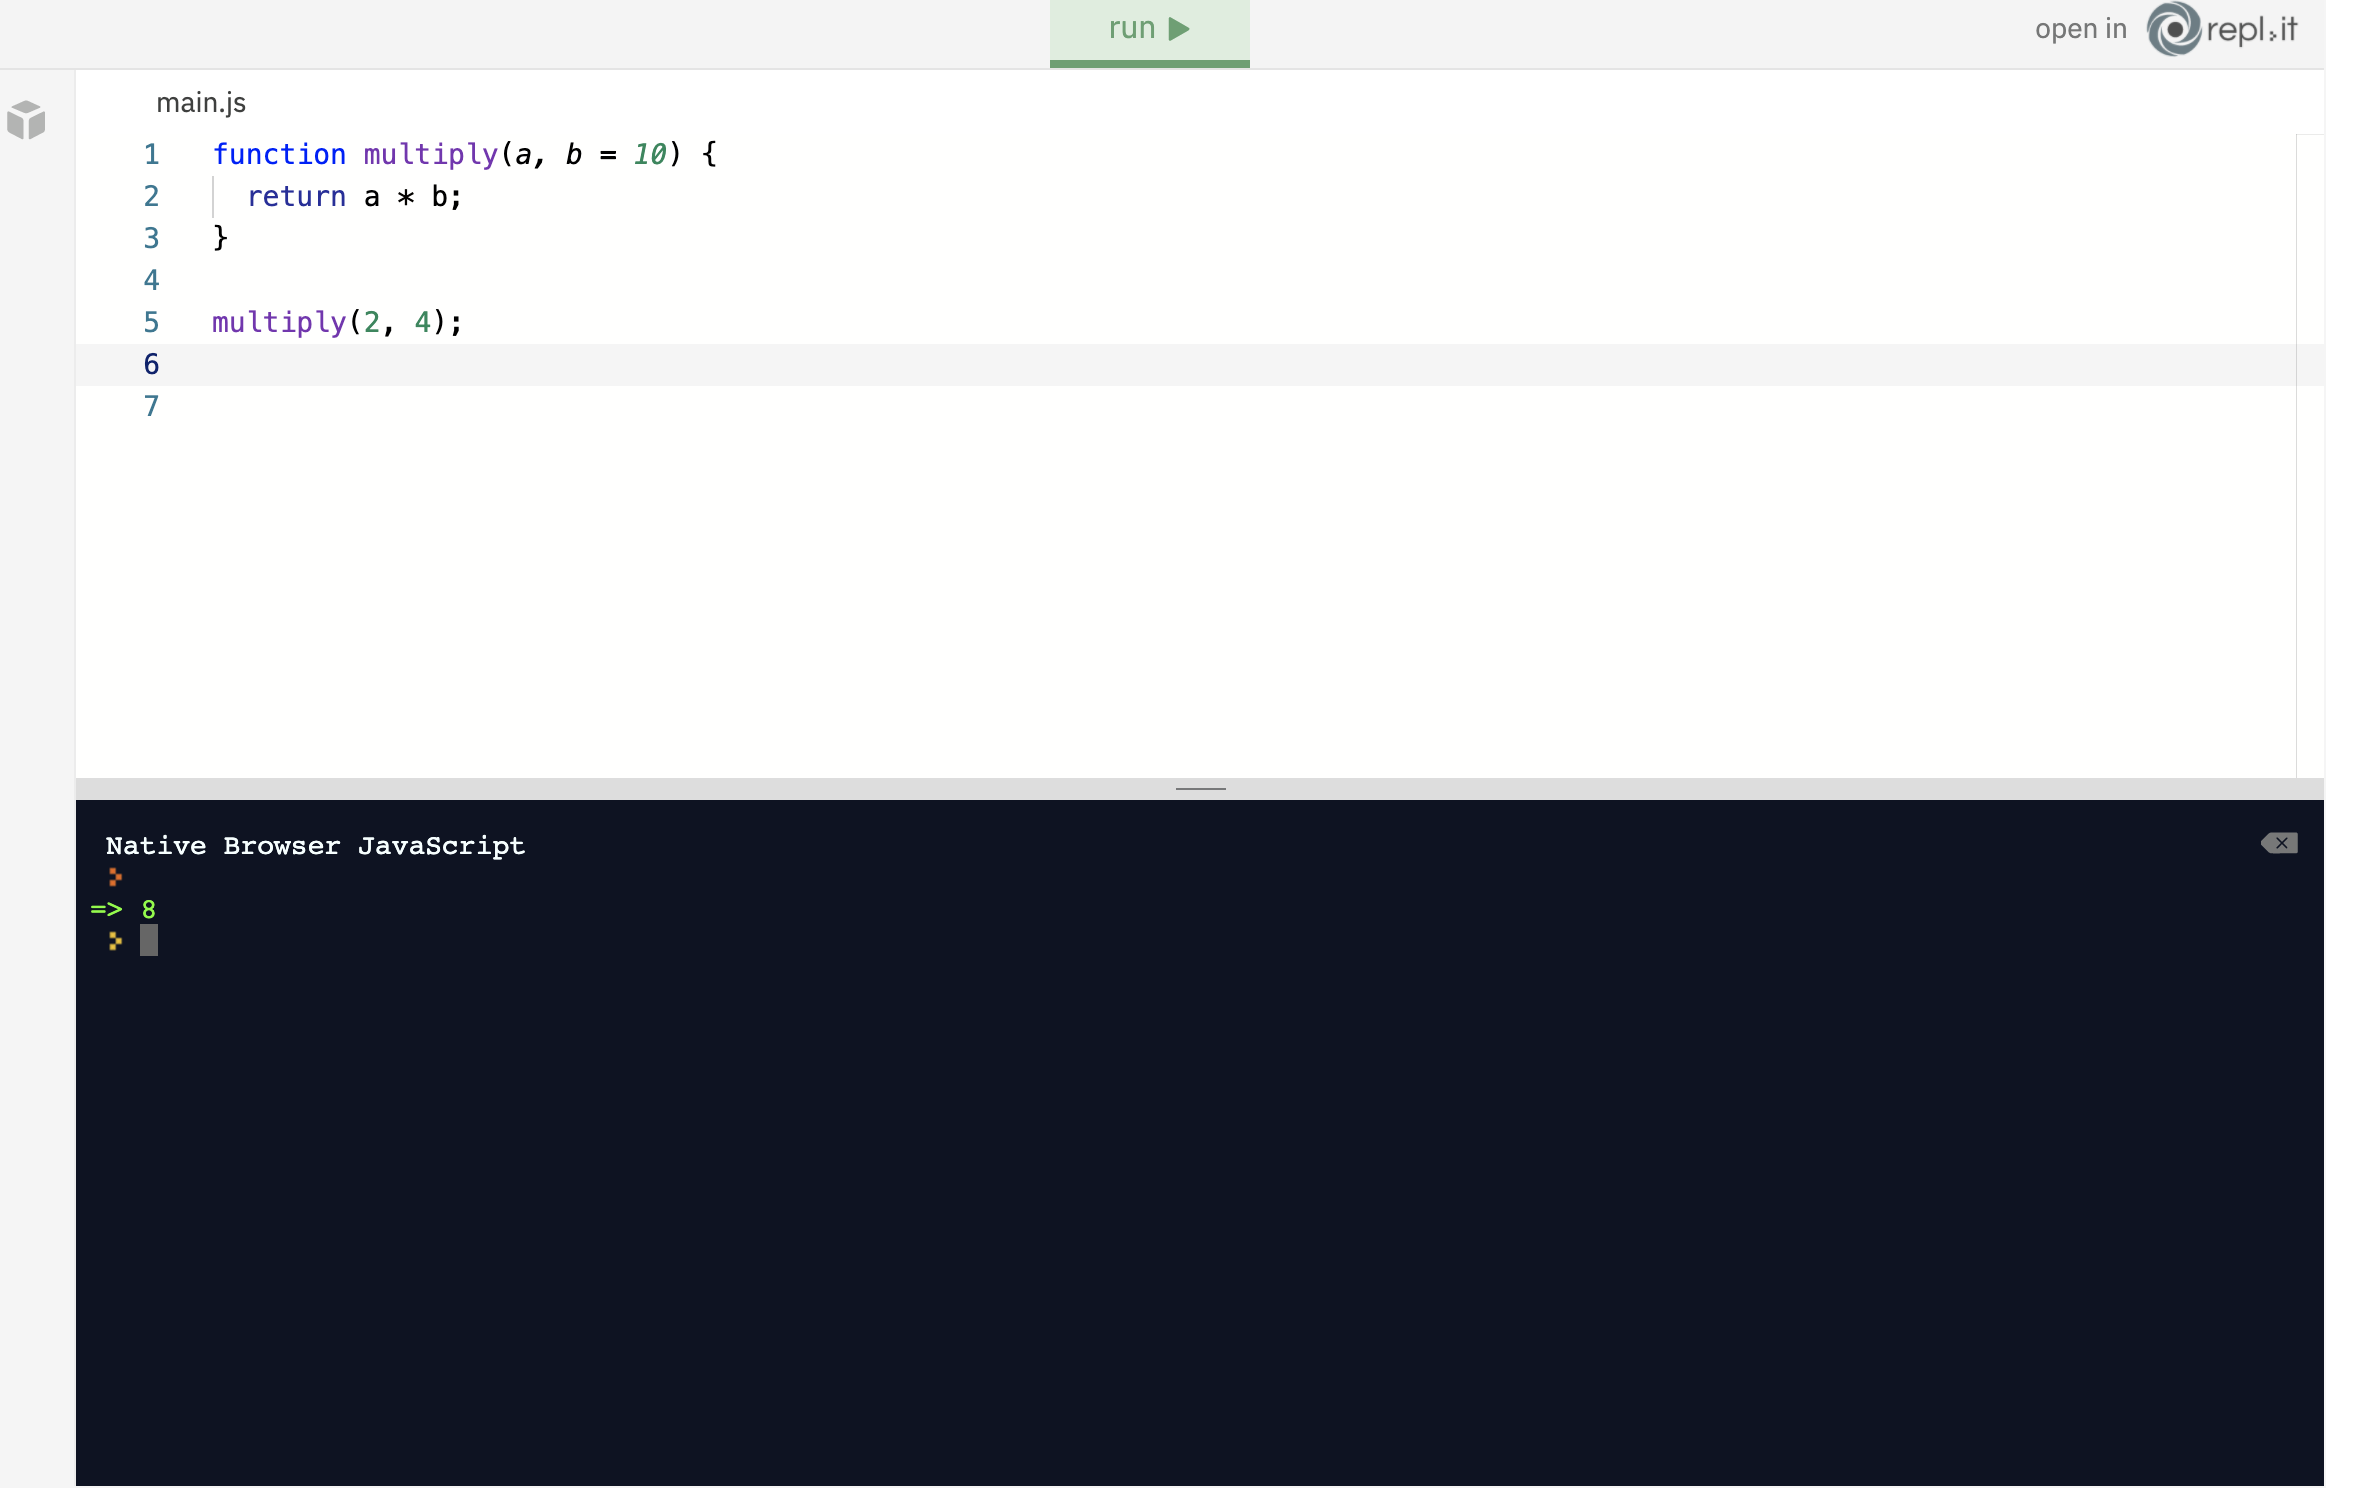 run
open in repl.it
main.js
1 function multiply(a, b = 10) {
2 return a * b;
3 }
4
5 multiply(2, 4);
6
7
Native Browser JavaScript
=> 8